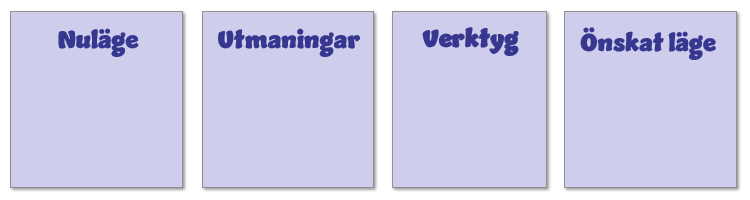 Nuläge
Utmaningar
Verktyg
Önskat läge